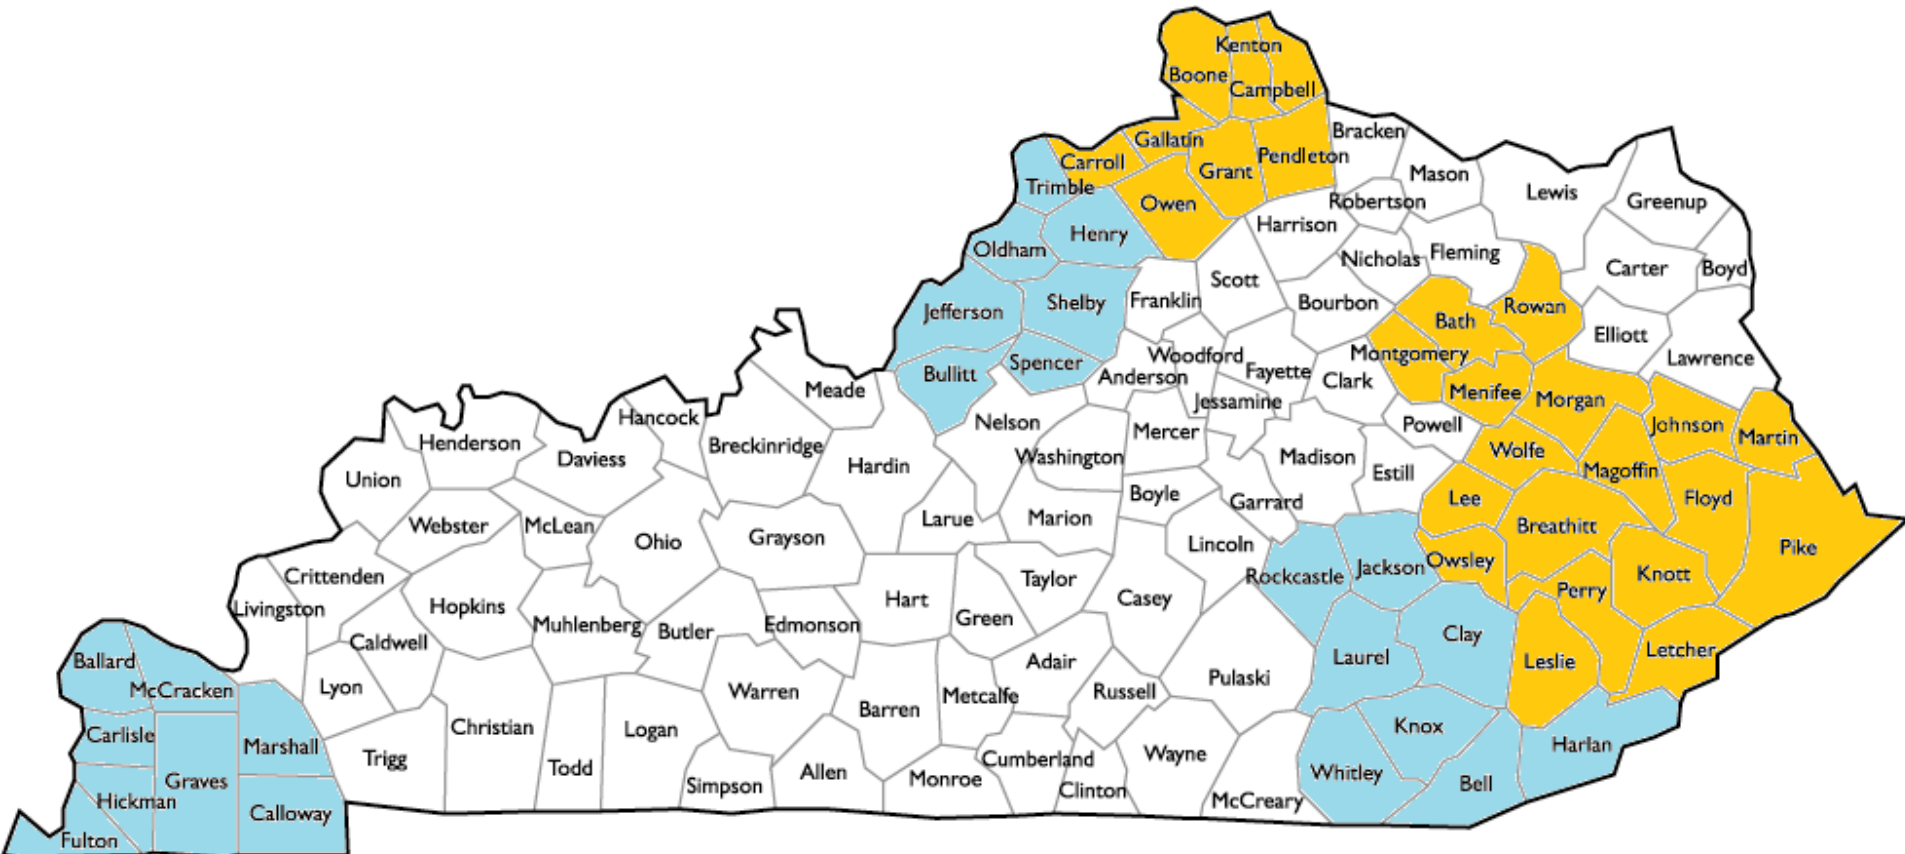 Kenton
Boone
Campbell
Bracken
Gallatin
Carroll
Pendleton
Grant
Mason
Trimble
Owen
Robertson
Lewis
Greenup
Harrison
Henry
Oldham
Fleming
Nicholas
Carter
Boyd
Scott
Shelby
Franklin
Bourbon
Rowan
Jefferson
Bath
Elliott
Woodford
Montgomery
Lawrence
Spencer
Bullitt
Fayette
Anderson
Clark
Meade
Menifee
Morgan
Jessamine
Hancock
Nelson
Powell
Johnson
Martin
Mercer
Henderson
Breckinridge
Wolfe
Daviess
Washington
Madison
Hardin
Magoffin
Estill
Union
Boyle
Lee
Floyd
Garrard
Larue
Marion
Webster
McLean
Breathitt
Grayson
Ohio
Lincoln
Pike
Owsley
Jackson
Knott
Crittenden
Rockcastle
Taylor
Perry
Hart
Casey
Hopkins
Livingston
Green
Muhlenberg
Edmonson
Butler
Clay
Caldwell
Letcher
Laurel
Ballard
Adair
Leslie
Pulaski
Lyon
McCracken
Warren
Russell
Metcalfe
Barren
Christian
Knox
Logan
Carlisle
Marshall
Harlan
Wayne
Trigg
Cumberland
Todd
Allen
Whitley
Monroe
Graves
Bell
Simpson
Clinton
Hickman
McCreary
Calloway
Fulton